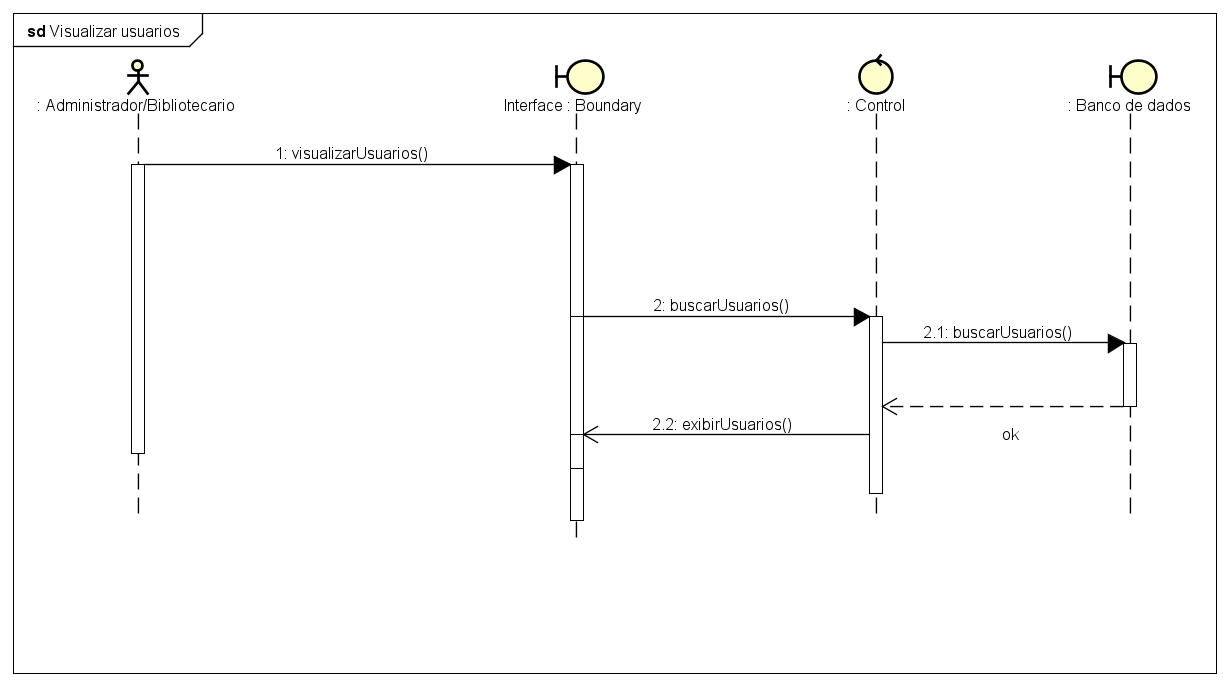 sd Visualizar usuarios
: Administrador/Bibliotecario
Interface : Boundary
: Control
: Banco de dados
1: visualizarUsuarios()
2: buscarUsuarios()
2.1: buscarUsuarios()
2.2: exibirUsuarios()
ok